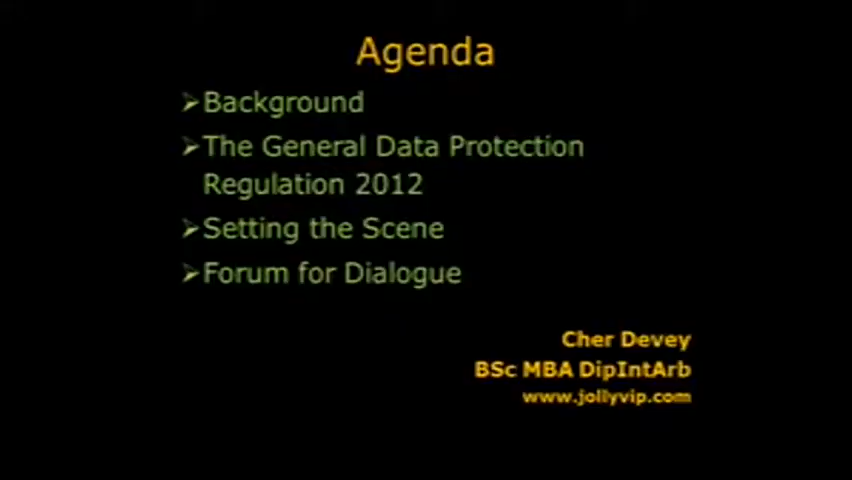 Agenda
➢Background
➢The General Data Protection
Regulation 2012
➢Setting the Scene
➢Forum for Dialogue
Cher Devey
BSc MBA DipIntArb
www.jollyvip.com